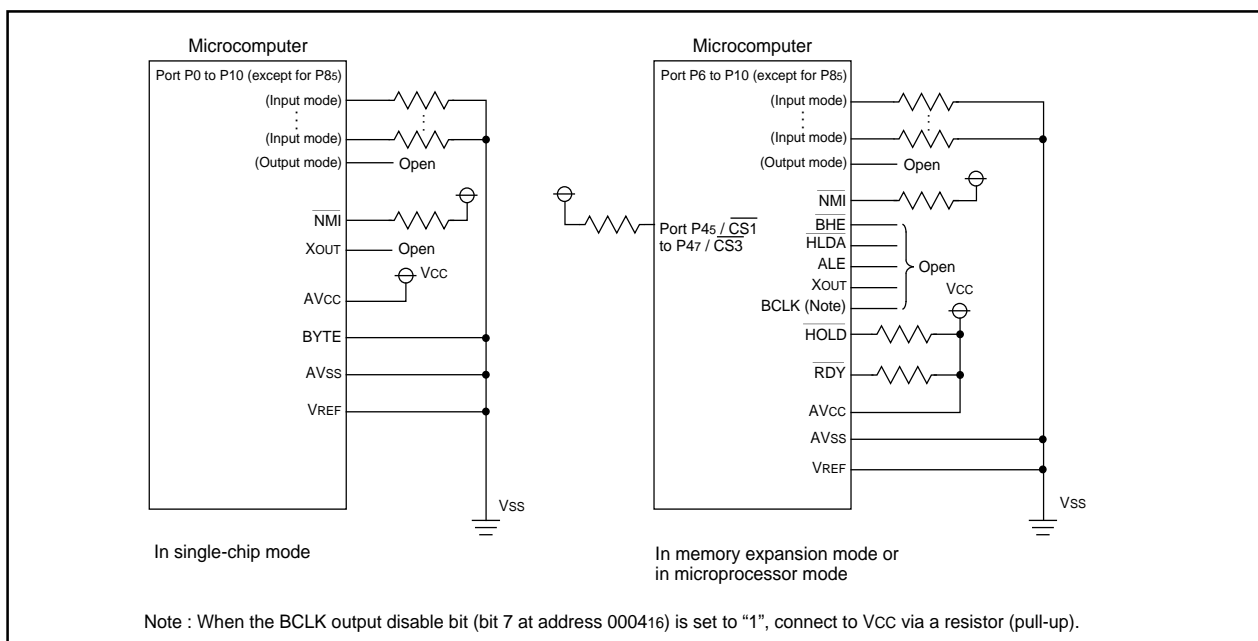 Microcomputer
Port P0 to P10 (except for P85)
(Input mode)
(Input mode)
(Output mode)
Open
NMI
XOUT
Open
VCC
AVCC
BYTE
AVSS
VREF
VSS
In single-chip mode
Microcomputer
Port P6 to P10 (except for P85)
(Input mode)
(Input mode)
(Output mode)
Open
NMI
Port P45 / CS1
to P47 / CS3
BHE
HLDA
ALE
Open
XOUT
VCC
BCLK (Note)
HOLD
RDY
AVCC
AVSS
VREF
VSS
In memory expansion mode or
in microprocessor mode
Note : When the BCLK output disable bit (bit 7 at address 000416) is set to “1”, connect to VCC via a resistor (pull-up).